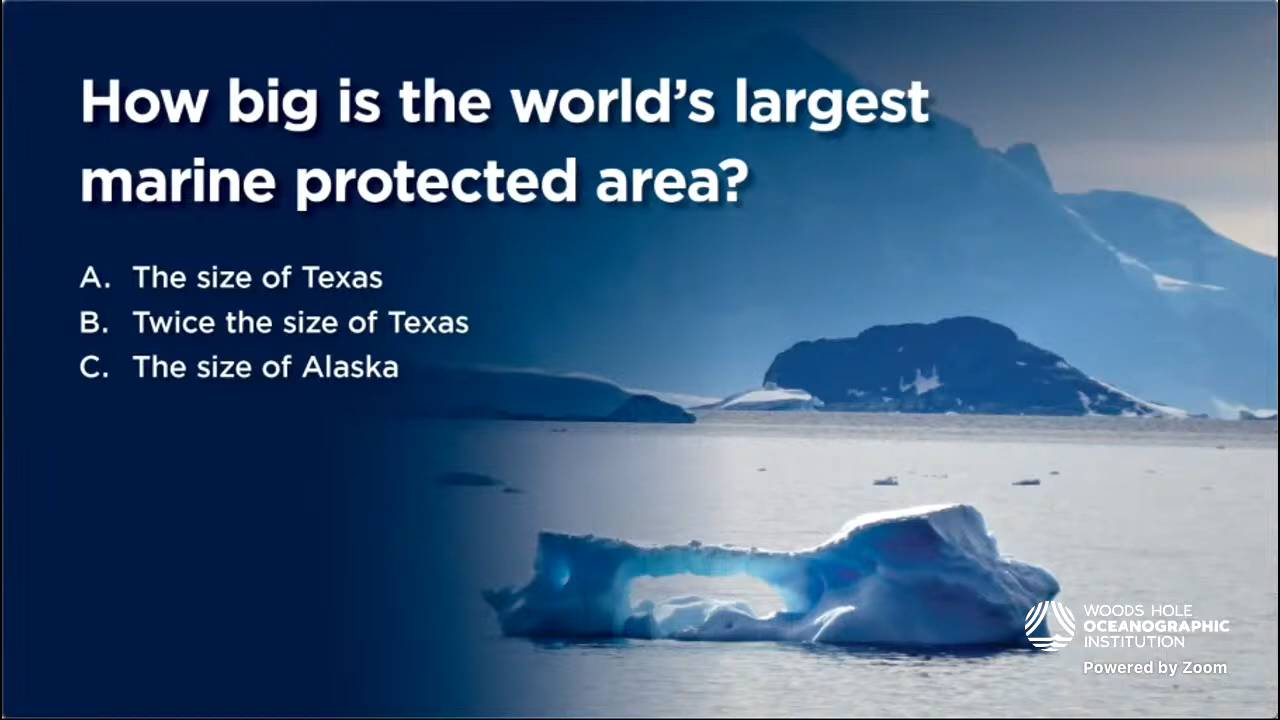 How big is the world's largest
marine protected area?
A. The size of Texas
B. Twice the size of Texas
C. The size of Alaska
WOODS HOLE
OCEANOGRAPHIC
INSTITUTION
Powered by Zoom